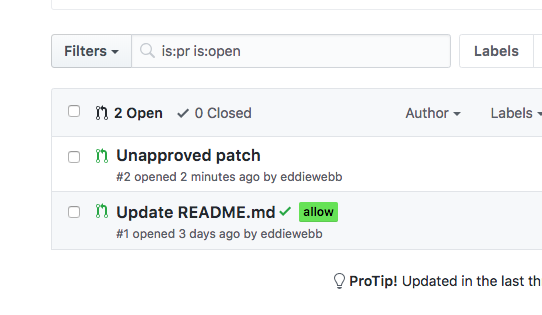 Filters is:pr is:open Labels
2 Open 0 Closed Author Labels
Unapproved patch
#2 opened 2 minutes ago by eddiewebb
Update README.md allow
#1 opened 3 days ago by eddiewebb
ProTip! Updated in the last th